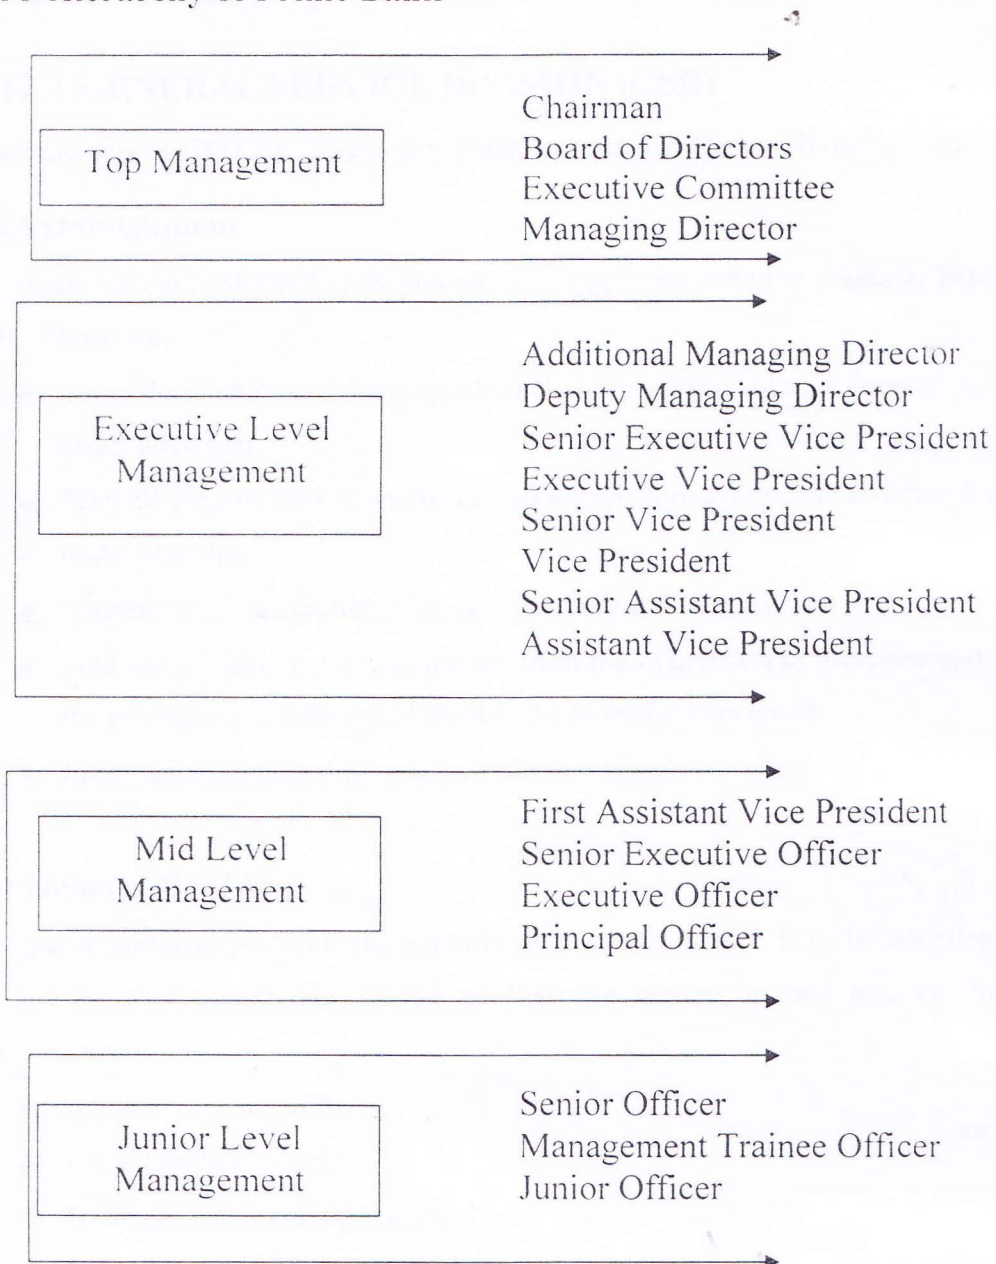 Top Management
Chairman
Board of Directors
Executive Committee
Managing Director
Executive Level
Management
Additional Managing Director
Deputy Managing Director
Senior Executive Vice President
Executive Vice President
Senior Vice President
Vice President
Senior Assistant Vice President
Assistant Vice President
Mid Level
Management
First Assistant Vice President
Senior Executive Officer
Executive Officer
Principal Officer
Junior Level
Management
Senior Officer
Management Trainee Officer
Junior Officer